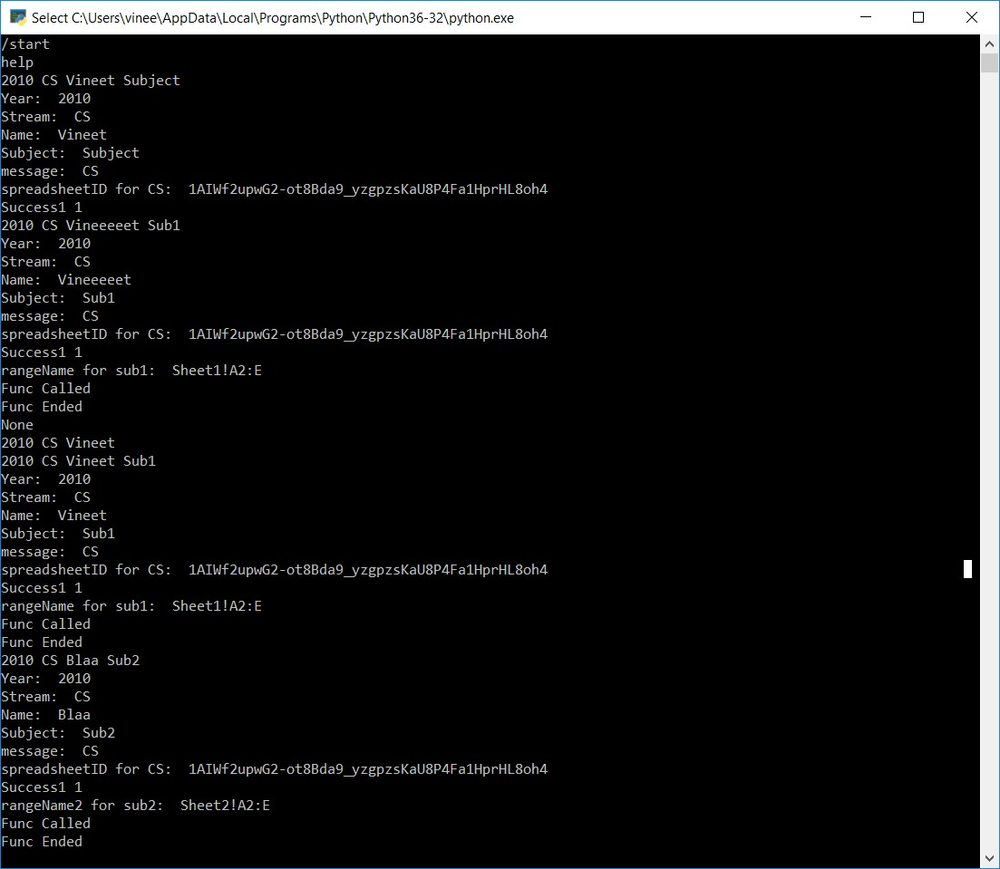 Select C:\Users\vinee\AppData\Local\Programs\Python\Python36-32\python.exe
/start
help
2010 CS Vineet Subject
Year:  2010
Stream:  CS
Name:  Vineet
Subject:  Subject
message:  CS
spreadsheetID for CS:  1AIWf2upwG2-ot8Bda9_yzgpzsKaU8P4Fa1HprHL8oh4
Success1 1
2010 CS Vineeeeet Sub1
Year:  2010
Stream:  CS
Name:  Vineeeeet
Subject:  Sub1
message:  CS
spreadsheetID for CS:  1AIWf2upwG2-ot8Bda9_yzgpzsKaU8P4Fa1HprHL8oh4
Success1 1
rangeName for sub1:  Sheet1!A2:E
Func Called
Func Ended
None
2010 CS Vineet
2010 CS Vineet Sub1
Year:  2010
Stream:  CS
Name:  Vineet
Subject:  Sub1
message:  CS
spreadsheetID for CS:  1AIWf2upwG2-ot8Bda9_yzgpzsKaU8P4Fa1HprHL8oh4
Success1 1
rangeName for sub1:  Sheet1!A2:E
Func Called
Func Ended
2010 CS Blaa Sub2
Year:  2010
Stream:  CS
Name:  Blaa
Subject:  Sub2
message:  CS
spreadsheetID for CS:  1AIWf2upwG2-ot8Bda9_yzgpzsKaU8P4Fa1HprHL8oh4
Success1 1
rangeName2 for sub2:  Sheet2!A2:E
Func Called
Func Ended